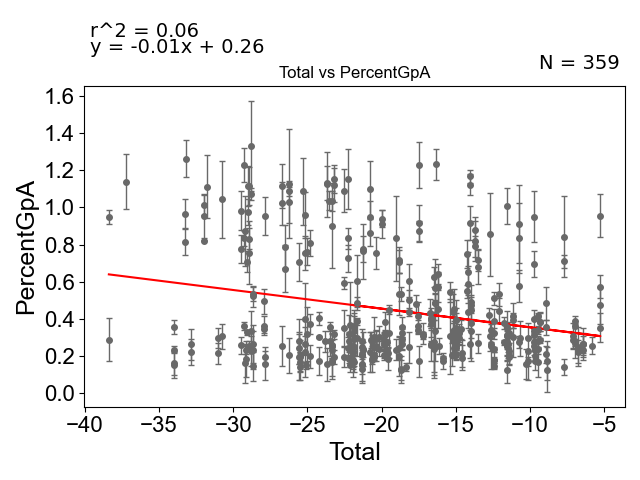 r^2 = 0.06
y = -0.01x + 0.26
N = 359
Total vs PercentGpA
PercentGpA
1.6
1.4
1.2
1.0
0.8
0.6
0.4
0.2
0.0
−40 −35 −30 −25 −20 −15 −10 −5
Total